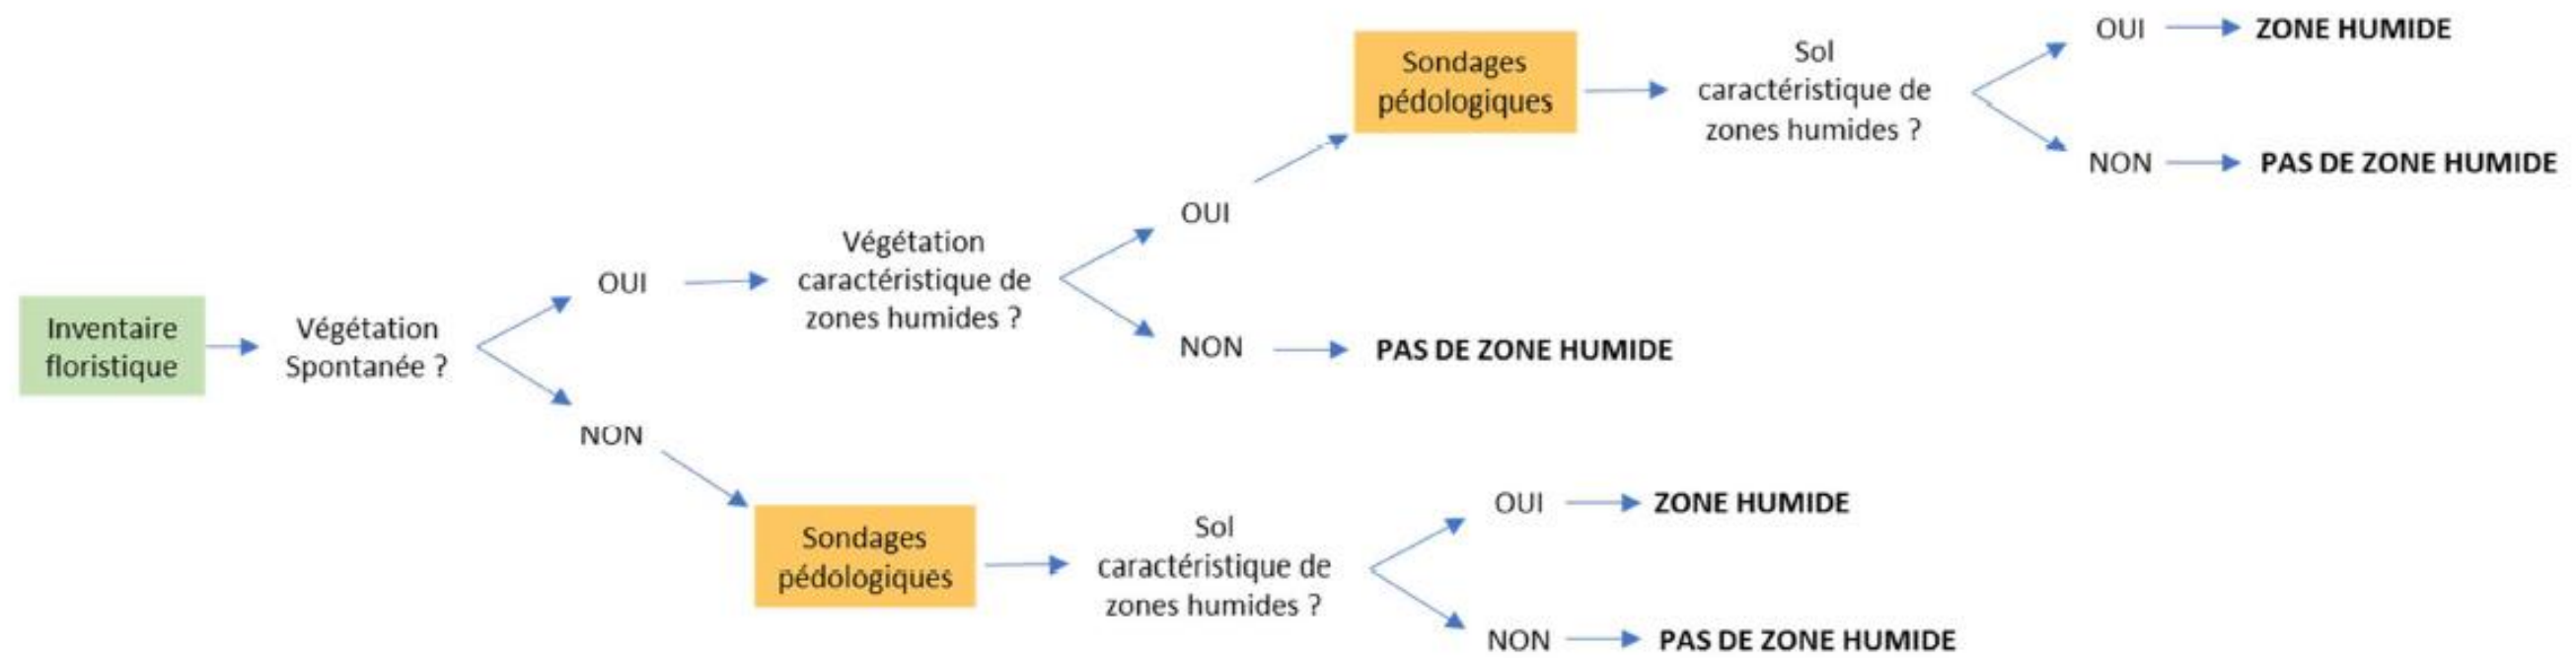 Inventaire
floristique
Végétation
Spontanée ?
OUI
Végétation
caractéristique de
zones humides ?
OUI
Sondages
pédologiques
Sol
caractéristique de
zones humides ?
OUI
ZONE HUMIDE
NON
PAS DE ZONE HUMIDE
NON
PAS DE ZONE HUMIDE
NON
Sondages
pédologiques
Sol
caractéristique de
zones humides ?
OUI
ZONE HUMIDE
NON
PAS DE ZONE HUMIDE